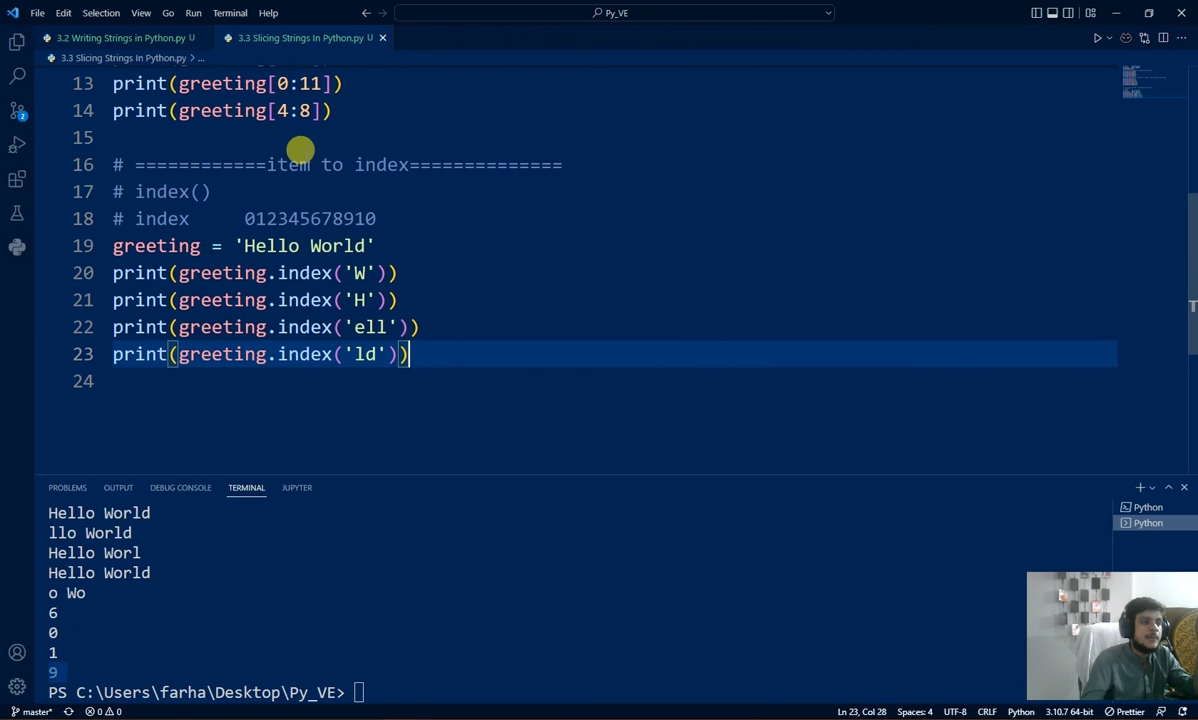 File Edit Selection View Go Run Terminal Help
Py_VE
3.2 Writing Strings in Python.py U
3.3 Slicing Strings In Python.py U
3.3 Slicing Strings In Python.py > ...
13 print(greeting[0:11])
14 print(greeting[4:8])
15
16 # ============item to index==============
17 # index()
18 # index     012345678910
19 greeting = 'Hello World'
20 print(greeting.index('W'))
21 print(greeting.index('H'))
22 print(greeting.index('ell'))
23 print(greeting.index('ld'))
24
2
PROBLEMS OUTPUT DEBUG CONSOLE TERMINAL JUPYTER
Python
Python
Hello World
llo World
Hello Worl
Hello World
o Wo
6
0
1
9
PS C:\Users\farha\Desktop\Py_VE>
master* 0 0 Ln 23, Col 28 Spaces: 4 UTF-8 CRLF Python 3.10.7 64-bit Prettier